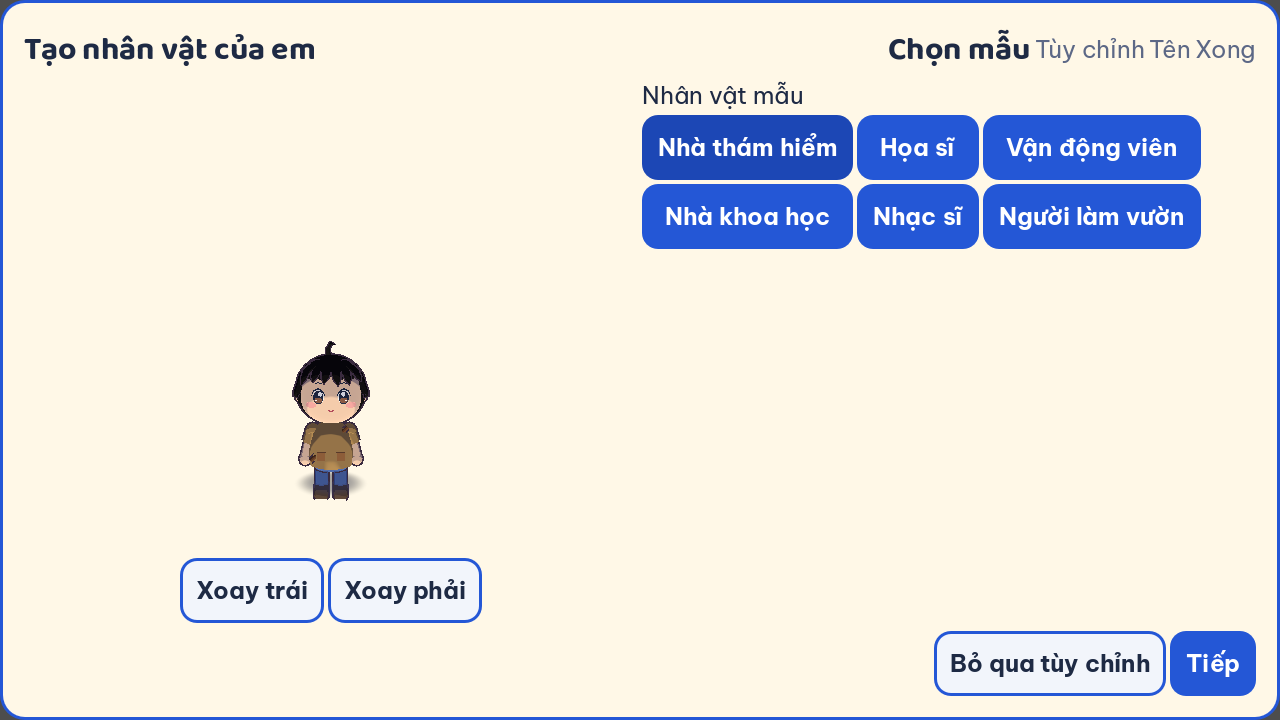 Tạo nhân vật của em
Chọn mẫu Tùy chỉnh Tên Xong
Nhân vật mẫu
Nhà thám hiểm Họa sĩ Vận động viên
Nhà khoa học Nhạc sĩ Người làm vườn
Xoay trái Xoay phải
Bỏ qua tùy chỉnh Tiếp